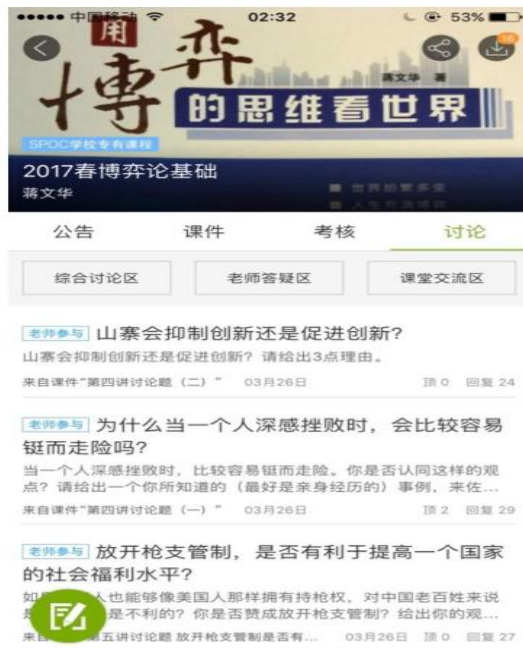 中国移动 02:32 53%
用
博弈
蒋文华 著
的思维看世界
16
SPOC学校专有课程
2017春博弈论基础
蒋文华
公告 课件 考核 讨论
综合讨论区 老师答疑区 课堂交流区
老师参与 山寨会抑制创新还是促进创新?
山寨会抑制创新还是促进创新?请给出3点理由。
来自课件“第四讲讨论题(二)” 03月26日 顶 0 回复 24
老师参与 为什么当一个人深感挫败时,会比较容易
铤而走险吗?
当一个人深感挫败时,比较容易铤而走险。你是否认同这样的观
点?请给出一个你所知道的(最好是亲身经历的)事例,来佐...
来自课件“第四讲讨论题(一)” 03月26日 顶 2 回复 29
老师参与 放开枪支管制,是否有利于提高一个国家
的社会福利水平?
如 人也能够像美国人那样拥有持枪权,对中国老百姓来说
是不利的?你是否赞成放开枪支管制?给出你的观...
来自 第五讲讨论题 放开枪支管制是否有... 03月26日 顶 0 回复 27